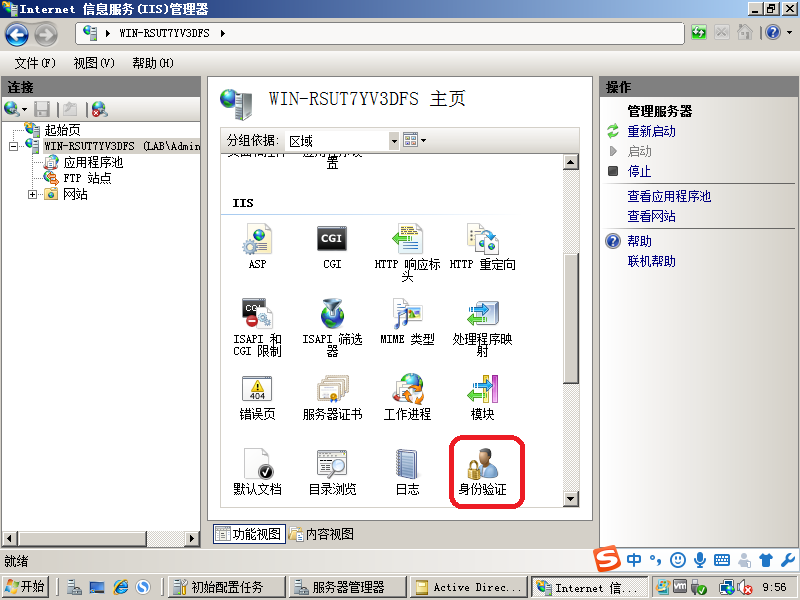 Internet 信息服务(IIS)管理器
WIN-RSUT7YV3DFS
文件(F) 视图(V) 帮助(H)
连接
起始页
WIN-RSUT7YV3DFS (LAB\Admin
应用程序池
FTP 站点
网站
WIN-RSUT7YV3DFS 主页
分组依据: 区域
置
IIS
ASP
CGI
CGI
HTTP 响应标
头
HTTP 重定向
CGI
ISAPI 和
CGI 限制
ISAPI 筛选
器
MIME 类型
处理程序映
射
404
错误页
服务器证书
工作进程
模块
默认文档
目录浏览
日志
身份验证
功能视图
内容视图
操作
管理服务器
重新启动
启动
停止
查看应用程序池
查看网站
帮助
联机帮助
就绪
S 中
开始
初始配置任务
服务器管理器
Active Direc...
Internet 信...
9:56